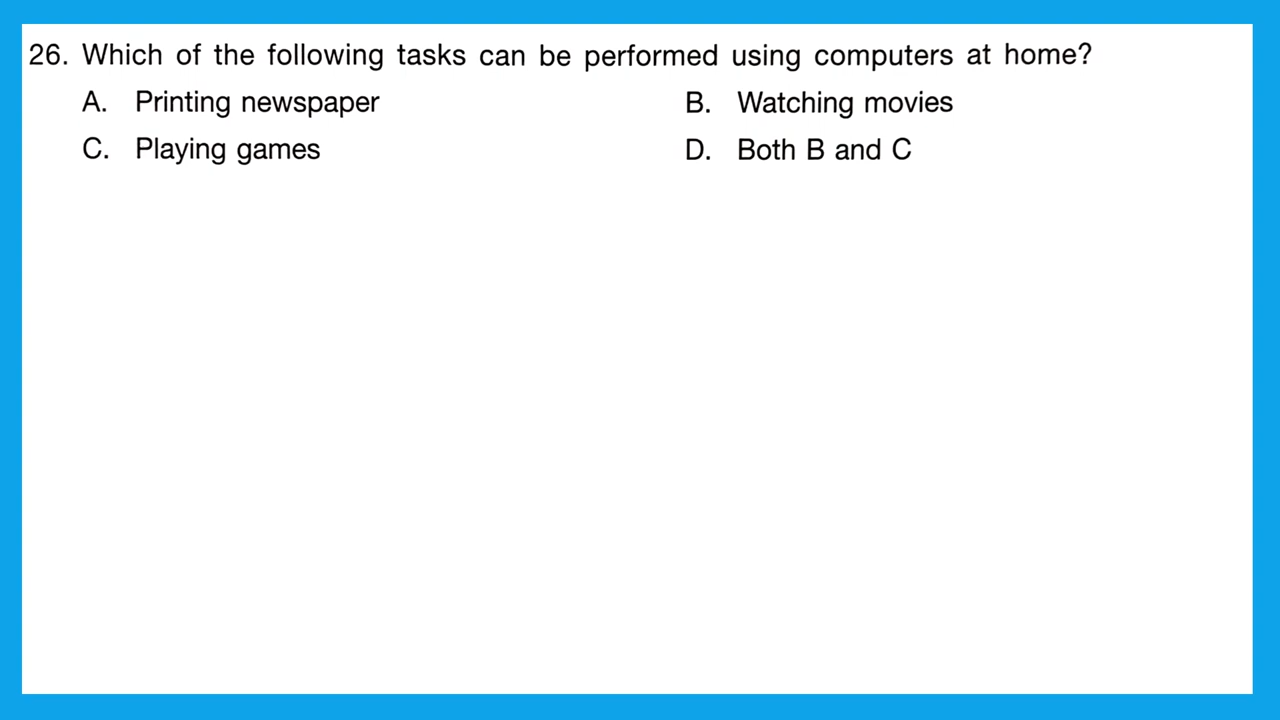 26. Which of the following tasks can be performed using computers at home?
A. Printing newspaper B. Watching movies
C. Playing games D. Both B and C